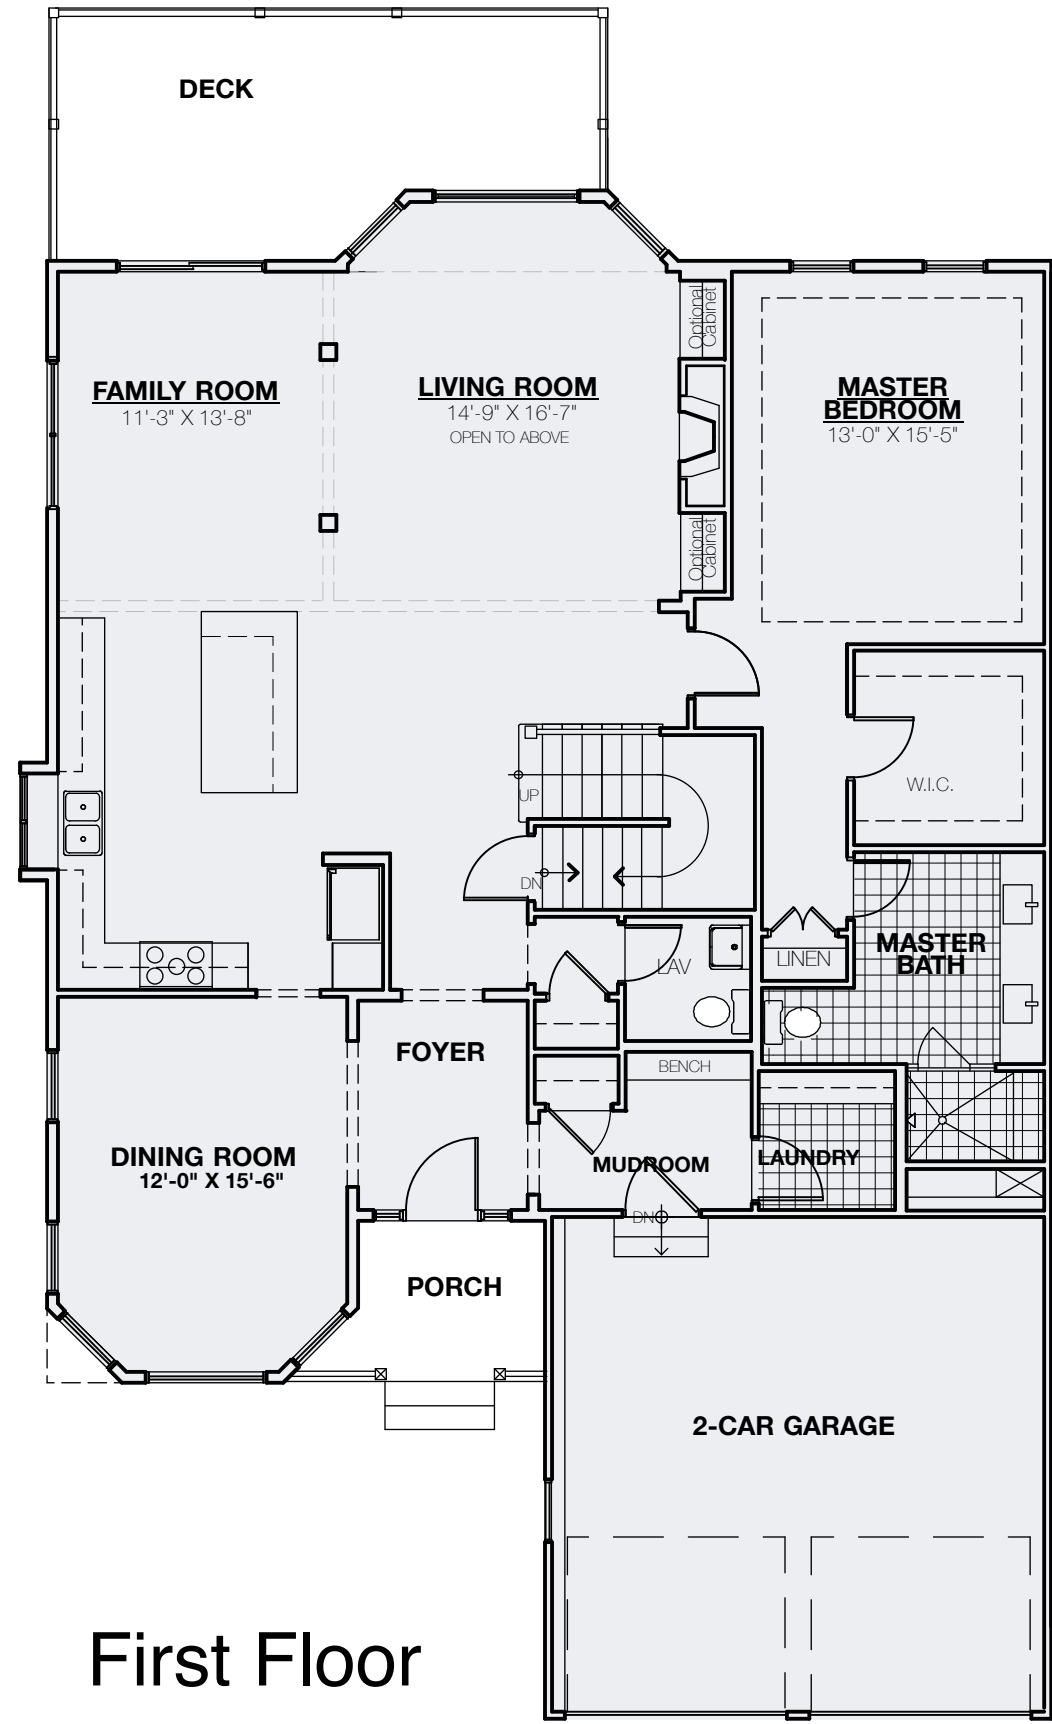 DECK
Optional
Cabinet
FAMILY ROOM
11'-3" X 13'-8"
LIVING ROOM
14'-9" X 16'-7"
OPEN TO ABOVE
MASTER
BEDROOM
13'-0" X 15'-5"
Optional
Cabinet
UP
W.I.C.
DN
LAV
LINEN
MASTER
BATH
FOYER
BENCH
DINING ROOM
12'-0" X 15'-6"
MUDROOM
LAUNDRY
DN
PORCH
2-CAR GARAGE
First Floor